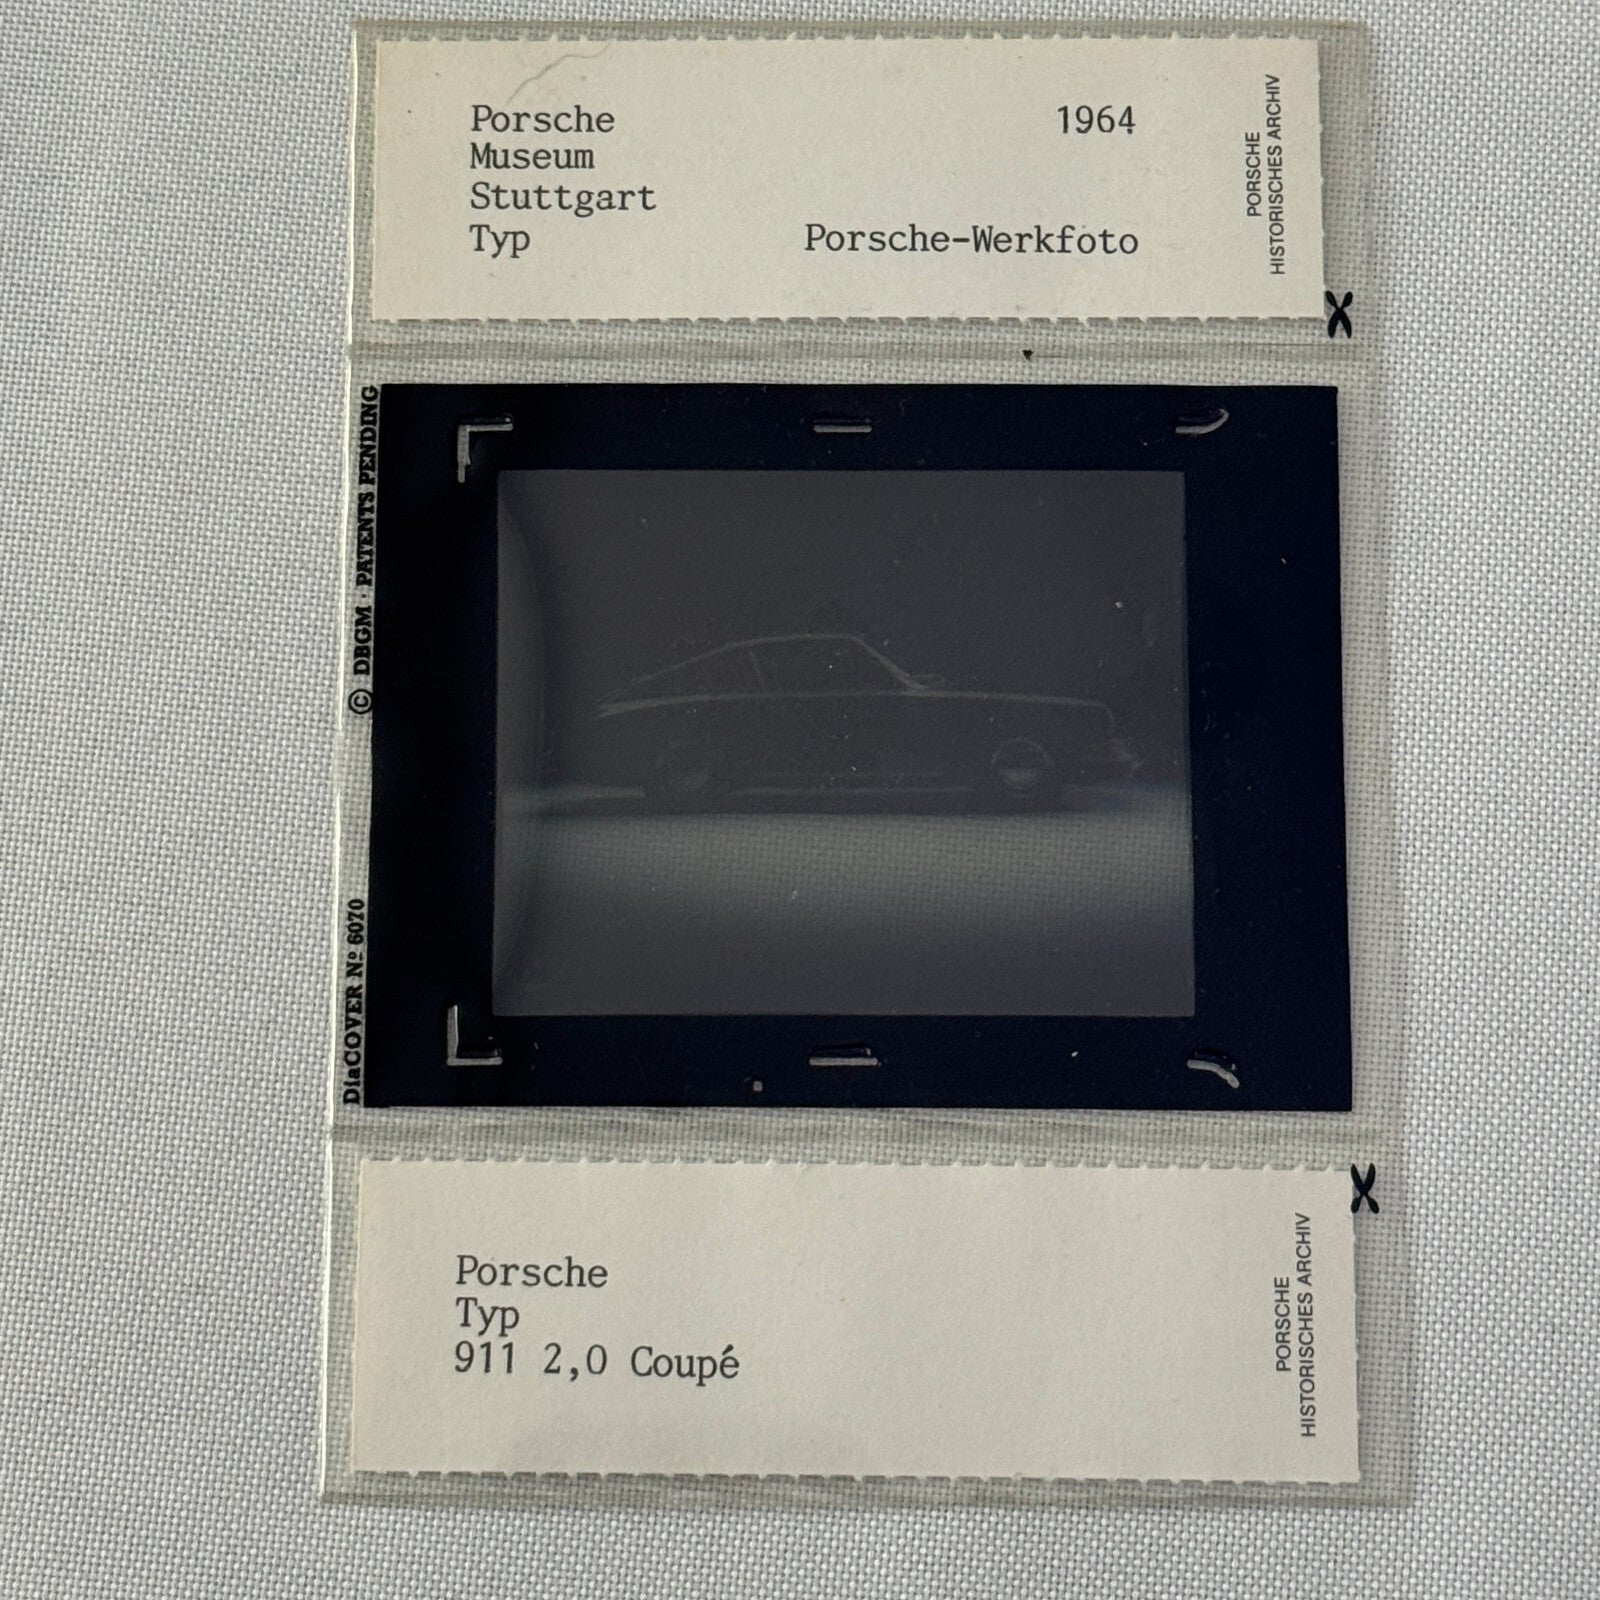 Porsche 1964
Museum
Stuttgart
Typ Porsche-Werkfoto
PORSCHE
HISTORISCHES ARCHIV
X
© DBGM · PATENTS PENDING
DiaCOVER Nº 6070
X
Porsche
Typ
911 2,0 Coupé
PORSCHE
HISTORISCHES ARCHIV